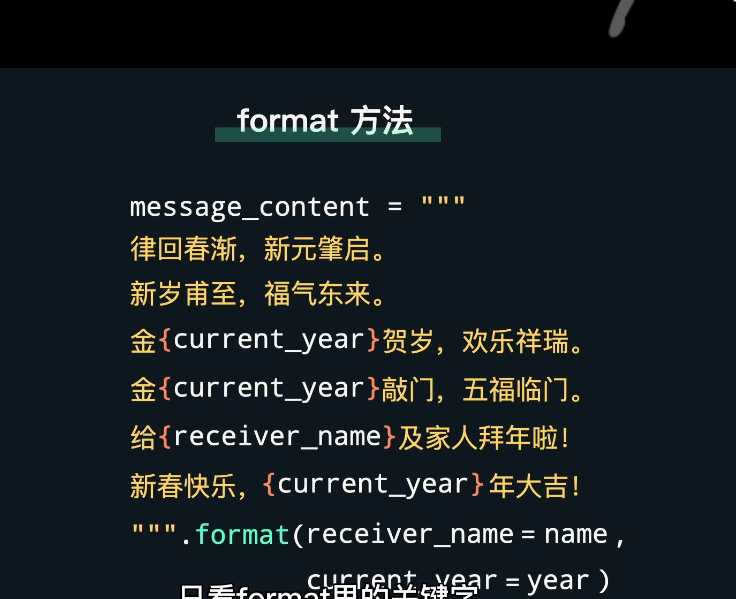 format 方法
message_content = """
律回春渐，新元肇启。
新岁甫至，福气东来。
金{current_year}贺岁，欢乐祥瑞。
金{current_year}敲门，五福临门。
给{receiver_name}及家人拜年啦！
新春快乐，{current_year}年大吉！
""".format(receiver_name = name,
current_year = year)
只看format里的关键字